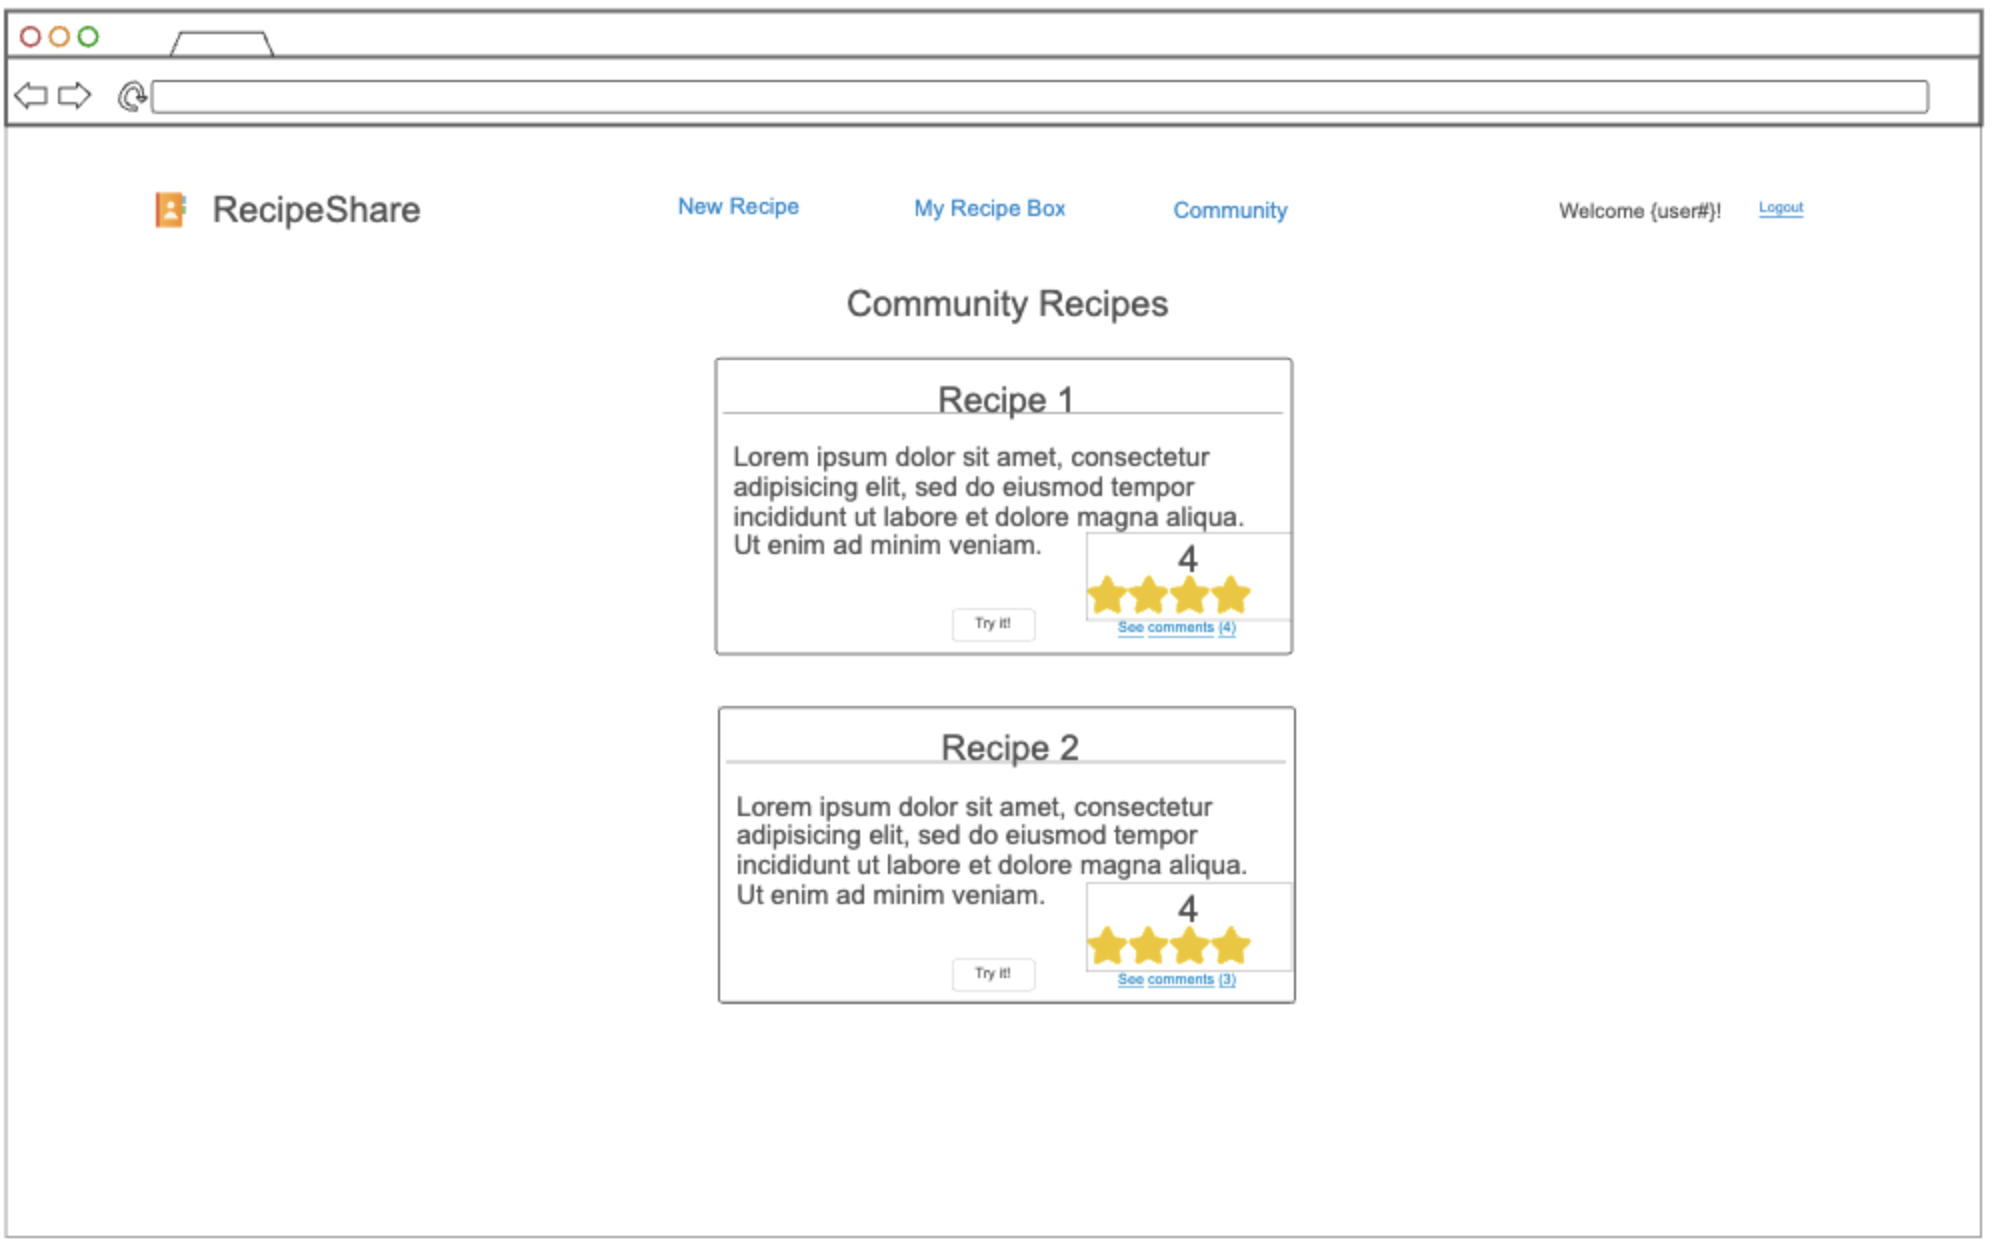 RecipeShare
New Recipe
My Recipe Box
Community
Welcome {user#}!
Logout
Community Recipes
Recipe 1
Lorem ipsum dolor sit amet, consectetur
adipisicing elit, sed do eiusmod tempor
incididunt ut labore et dolore magna aliqua.
Ut enim ad minim veniam.
4
Try it!
See comments (4)
Recipe 2
Lorem ipsum dolor sit amet, consectetur
adipisicing elit, sed do eiusmod tempor
incididunt ut labore et dolore magna aliqua.
Ut enim ad minim veniam.
4
Try it!
See comments (3)